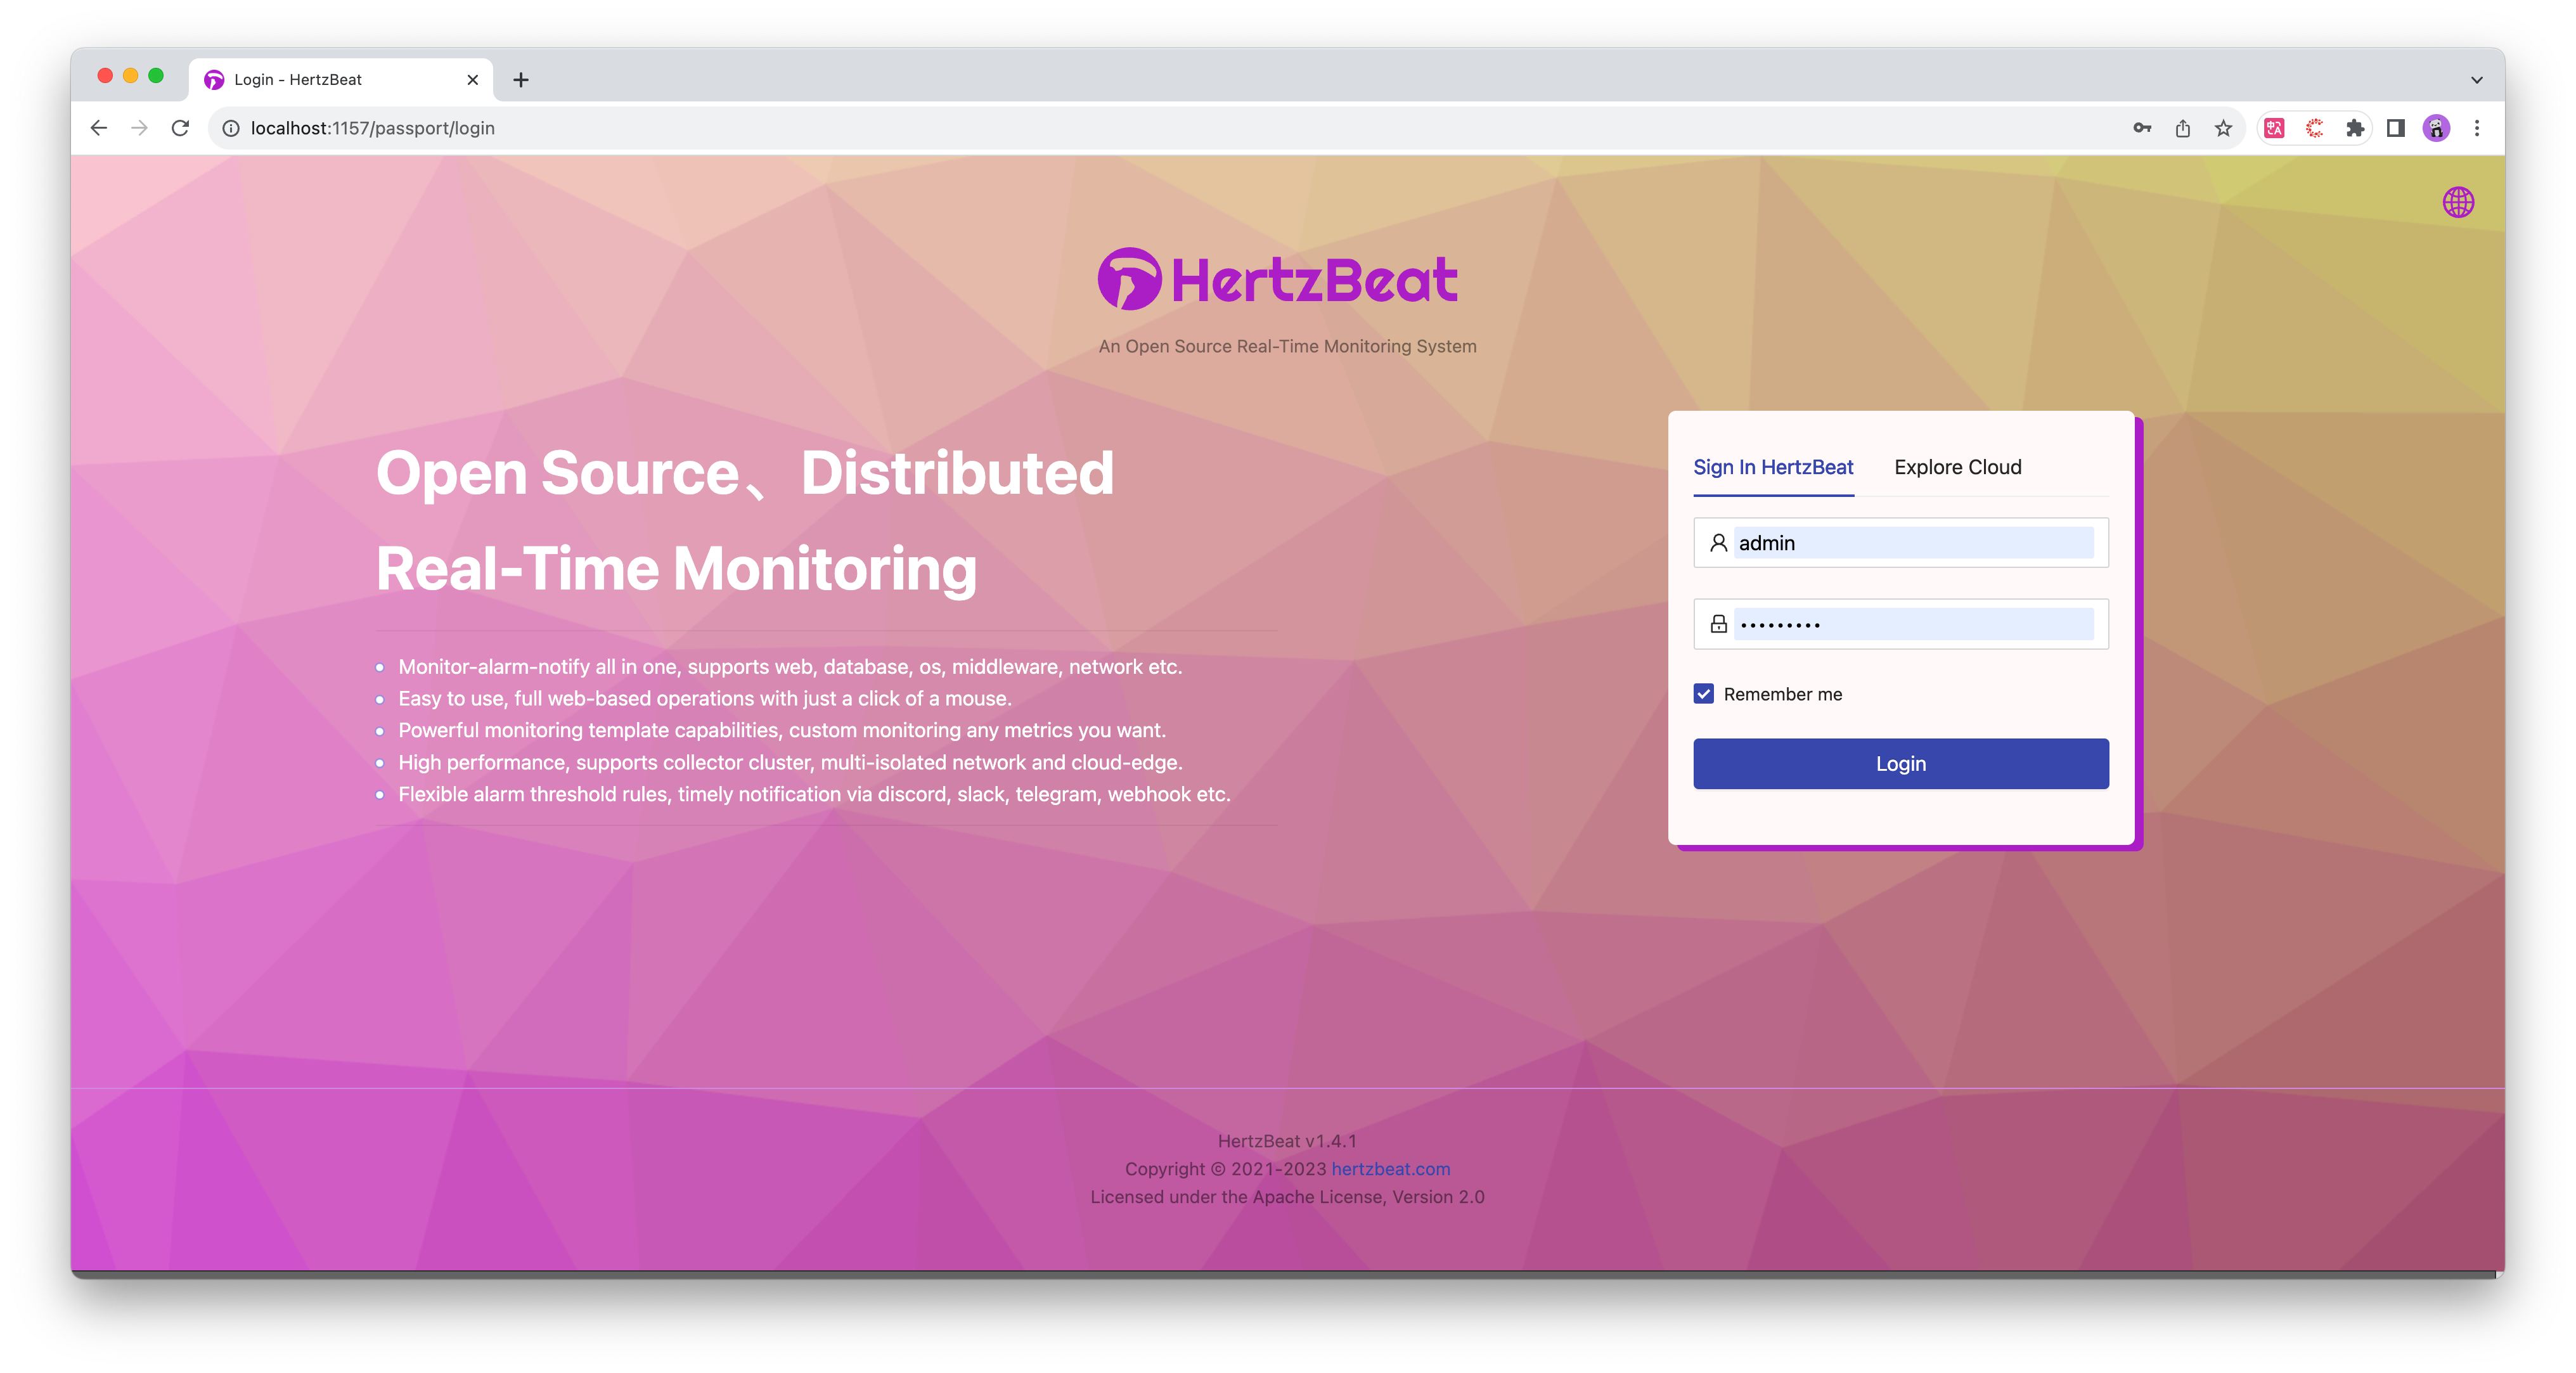 Login - HertzBeat
localhost:1157/passport/login
HertzBeat
An Open Source Real-Time Monitoring System
Open Source、Distributed
Real-Time Monitoring
Monitor-alarm-notify all in one, supports web, database, os, middleware, network etc.
Easy to use, full web-based operations with just a click of a mouse.
Powerful monitoring template capabilities, custom monitoring any metrics you want.
High performance, supports collector cluster, multi-isolated network and cloud-edge.
Flexible alarm threshold rules, timely notification via discord, slack, telegram, webhook etc.
Sign In HertzBeat Explore Cloud
admin
•••••••••
Remember me
Login
HertzBeat v1.4.1
Copyright © 2021-2023 hertzbeat.com
Licensed under the Apache License, Version 2.0